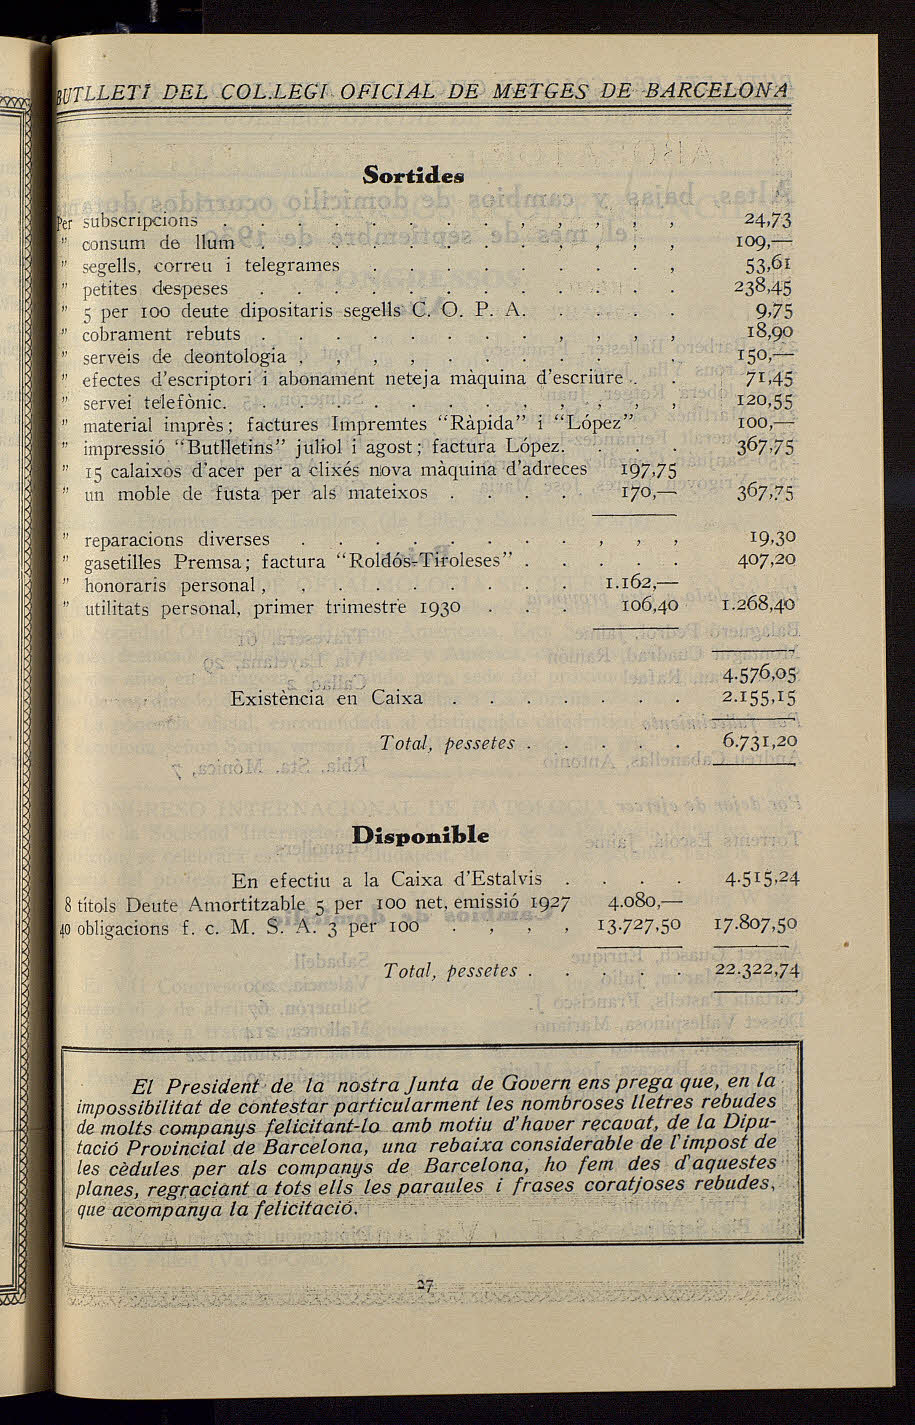 BUTLLETÍ DEL COL.LEGI OFICIAL DE METGES DE BARCELONA
Sortides
Per subscripcions . . . . . . . . . . . . . 24,73
" consum de llum . . . . . . . . . . . . 109,—
" segells, correu i telegrames . . . . . . . . . 53,61
" petites despeses . . . . . . . . . . . . 238,45
" 5 per 100 deute dipositaris segells C. O. P. A. . . . . . 9,75
" cobrament rebuts . . . . . . . . . . . . 18,90
" serveis de deontologia . . . . . . . . . . . 150,—
" efectes d'escriptori i abonament neteja màquina d'escriure . . 71,45
" servei telefònic. . . . . . . . . . . . . 120,55
" material imprès; factures Impremtes "Ràpida" i "López" . 100,—
" impressió "Butlletins" juliol i agost; factura López. . . . 367,75
" 15 calaixos d'acer per a clixés nova màquina d'adreces 197,75
" un moble de fusta per als mateixos . . . . 170,— 367,75
" reparacions diverses . . . . . . . . . . . 19,30
" gasetilles Premsa; factura "Roldós-Tiroleses" . . . . . 407,20
" honoraris personal, . . . . . . . . . 1.162,—
" utilitats personal, primer trimestre 1930 . . . 106,40 1.268,40
4.576,05
Existència en Caixa . . . . . . . 2.155,15
Total, pessetes . . . . . 6.731,20
Disponible
En efectiu a la Caixa d'Estalvis . . . . 4.515,24
8 títols Deute Amortitzable 5 per 100 net, emissió 1927 4.080,—
40 obligacions f. c. M. S. A. 3 per 100 . . . . 13.727,50 17.807,50
Total, pessetes . . . . . 22.322,74
El President de la nostra Junta de Govern ens prega que, en la
impossibilitat de contestar particularment les nombroses lletres rebudes
de molts companys felicitant-lo amb motiu d'haver recavat, de la Dipu-
tació Provincial de Barcelona, una rebaixa considerable de l'impost de
les cèdules per als companys de Barcelona, ho fem des d'aquestes
planes, regraciant a tots ells les paraules i frases coratjoses rebudes,
que acompanya la felicitació.
27